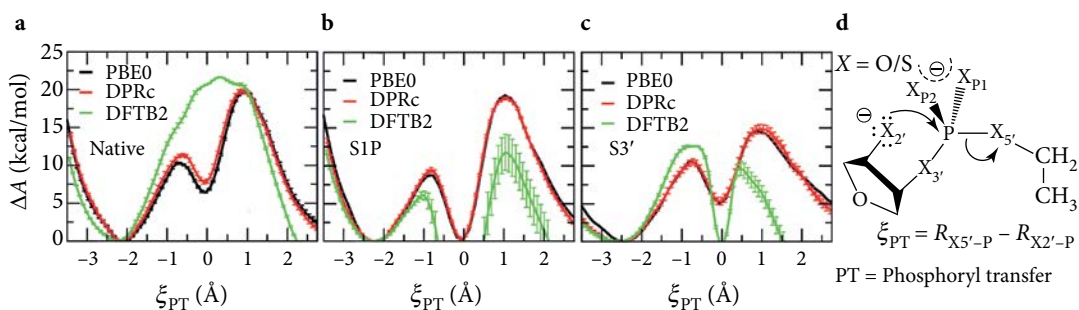 a
ΔA (kcal/mol)
25
20
15
10
5
0
PBE0
DPRc
DFTB2
Native
−3 −2 −1 0 1 2
ξPT (Å)
b
PBE0
DPRc
DFTB2
S1P
−3 −2 −1 0 1 2
ξPT (Å)
c
PBE0
DPRc
DFTB2
S3′
−3 −2 −1 0 1 2
ξPT (Å)
d
X = O/S
⊖
XP2
XP1
⊖
X2′
P
X5′
X3′
O
CH2
CH3
ξPT = RX5′−P − RX2′−P
PT = Phosphoryl transfer